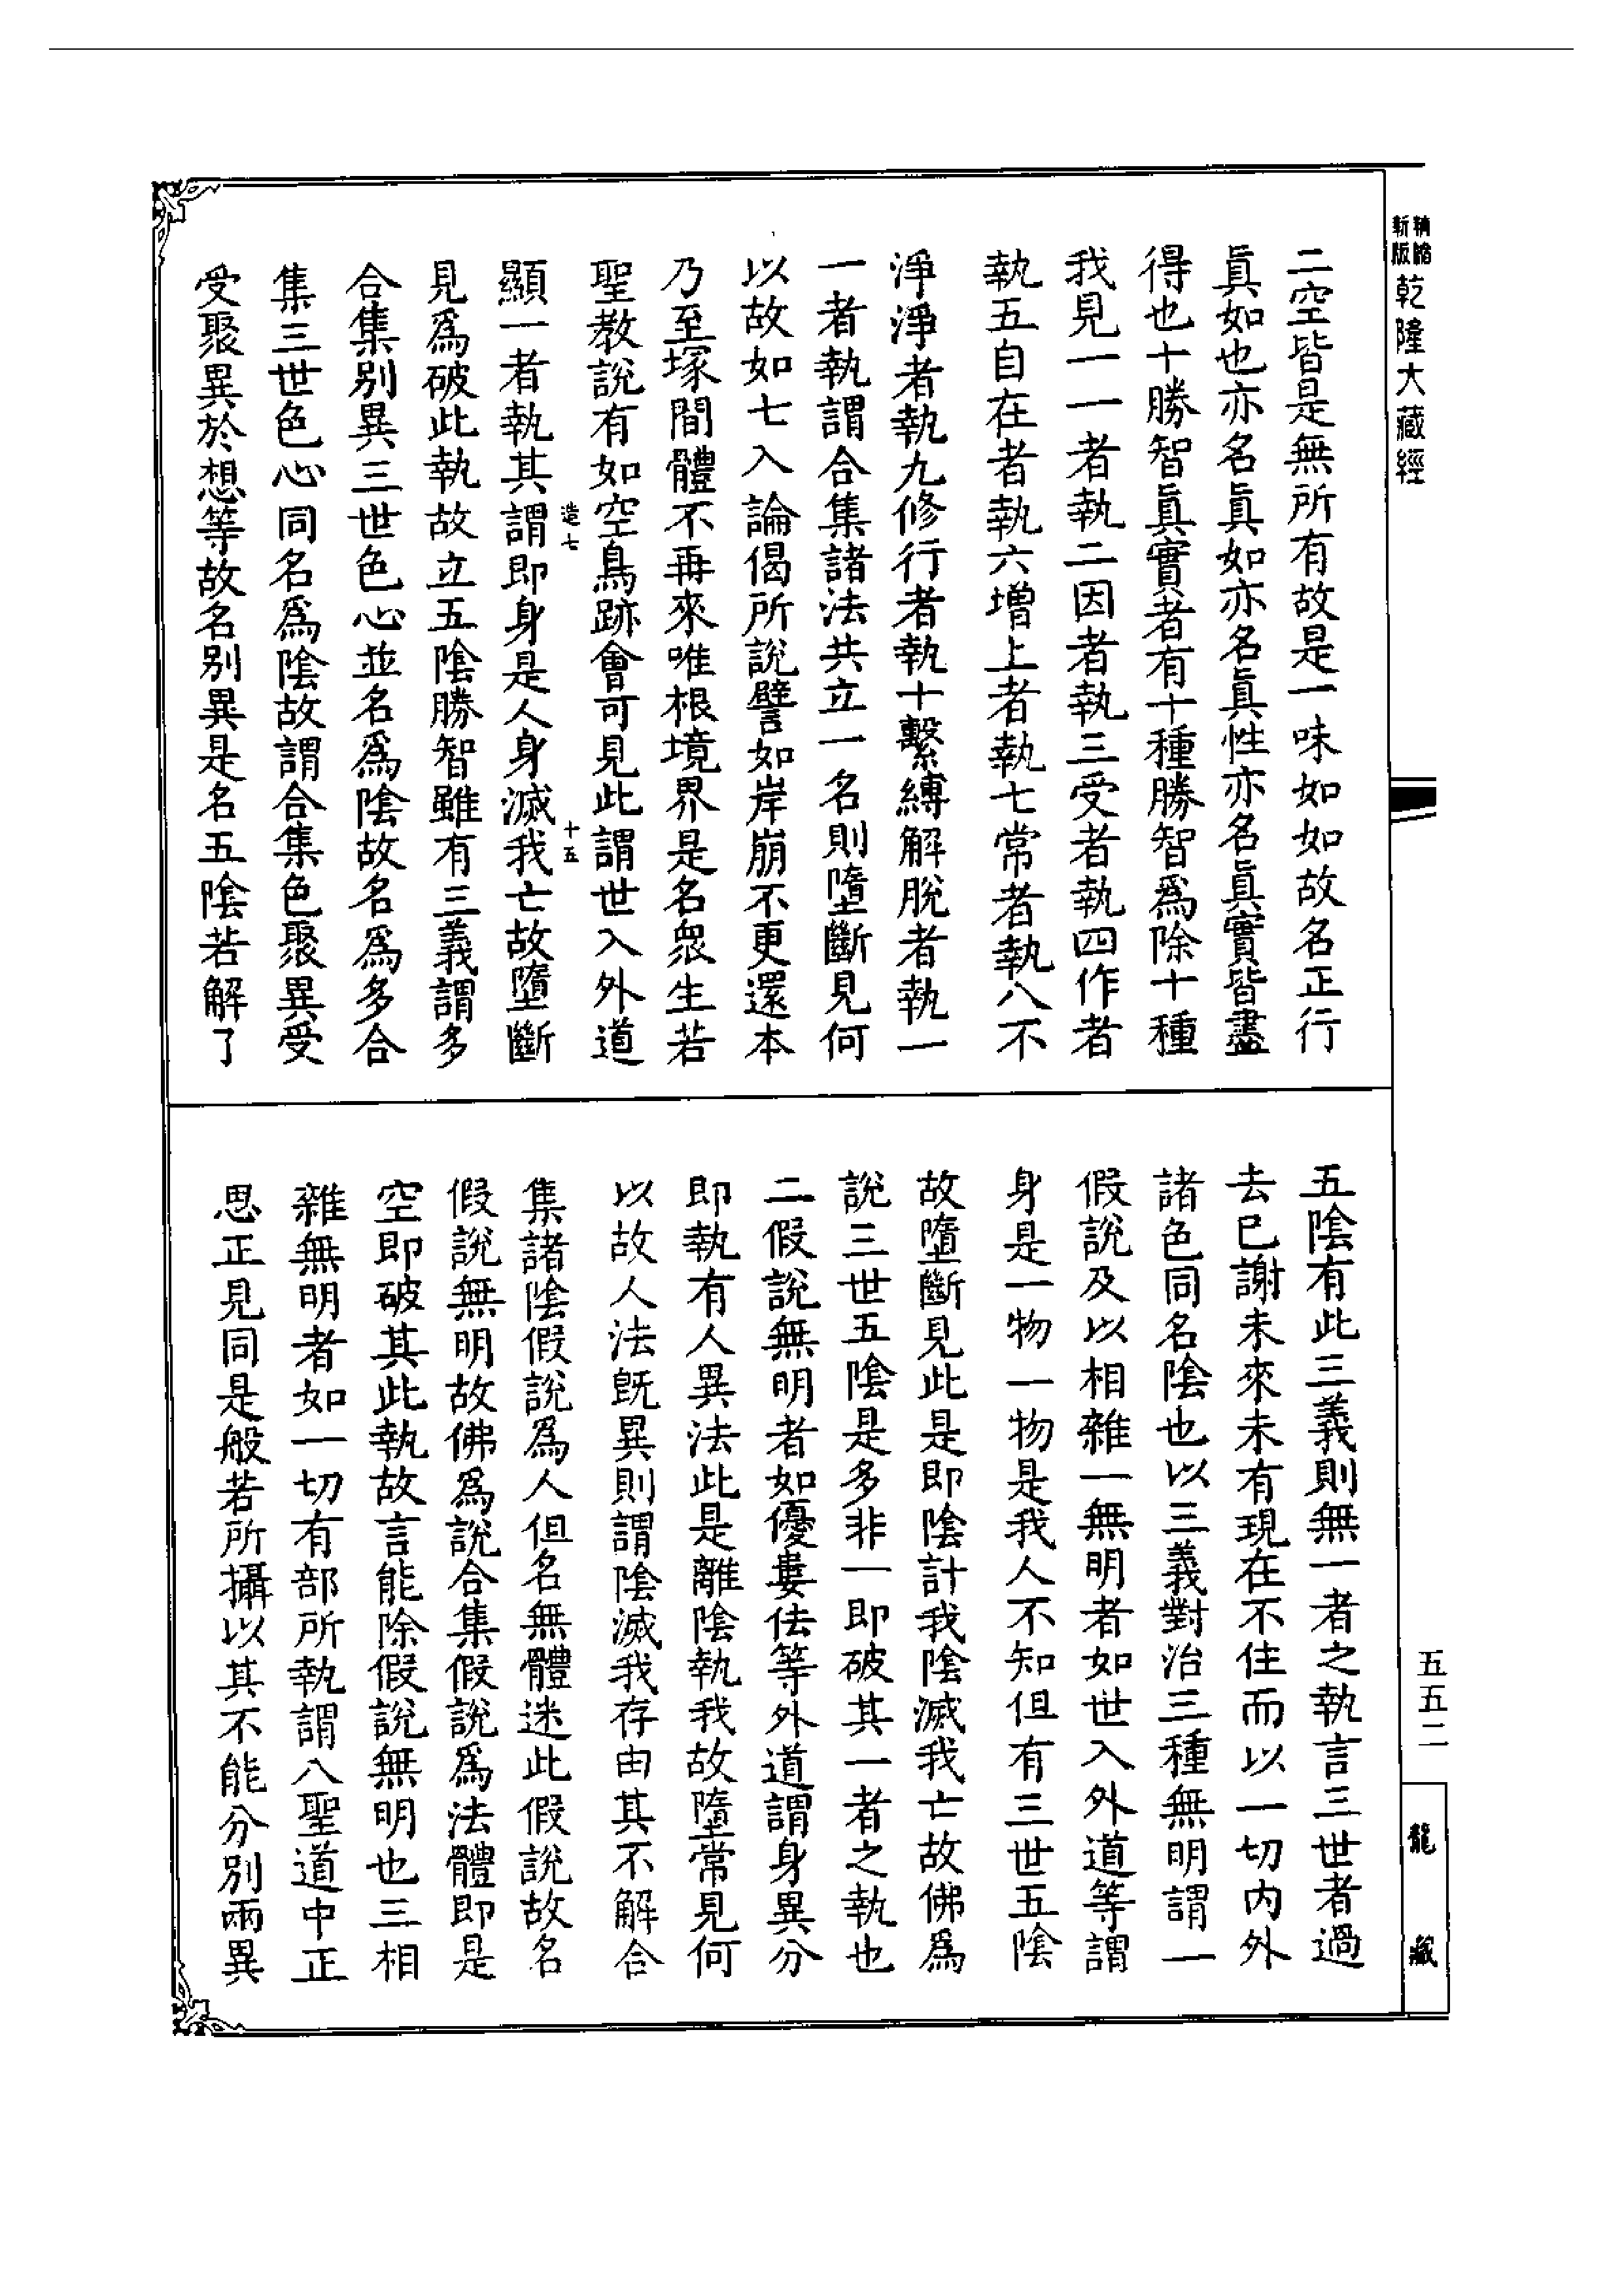 精縮
新版
乾隆大藏經
二空皆是無所有故是一味如如故名正行
眞如也亦名眞如亦名眞性亦名眞實皆盡
得也十勝智眞實者有十種勝智爲除十種
我見一一者執二因者執三受者執四作者
執五自在者執六增上者執七常者執八不
淨淨者執九修行者執十繫縛解脫者執一
一者執謂合集諸法共立一名則墮斷見何
以故如七入論偈所說譬如岸崩不更還本
乃至塚間體不再來唯根境界是名衆生若
聖教說有如空鳥跡會可見此謂世入外道
造七
十五
顯一者執其謂即身是人身滅我亡故墮斷
見爲破此執故立五陰勝智雖有三義謂多
合集別異三世色心並名爲陰故名爲多合
集三世色心同名爲陰故謂合集色聚異受
受聚異於想等故名別異是名五陰若解了
五陰有此三義則無一者之執言三世者過
去已謝未來未有現在不住而以一切內外
諸色同名陰也以三義對治三種無明謂一
假說及以相雜一無明者如世入外道等謂
身是一物一物是我人不知但有三世五陰
故墮斷見此是即陰計我陰滅我亡故佛爲
說三世五陰是多非一即破其一者之執也
二假說無明者如優婁佉等外道謂身異分
即執有人異法此是離陰執我故墮常見何
以故人法旣異則謂陰滅我存由其不解合
集諸陰假說爲人但名無體迷此假說故名
假說無明故佛爲說合集假說爲法體即是
空即破其此執故言能除假說無明也三相
雜無明者如一切有部所執謂八聖道中正
思正見同是般若所攝以其不能分別兩異
五五二
龍藏